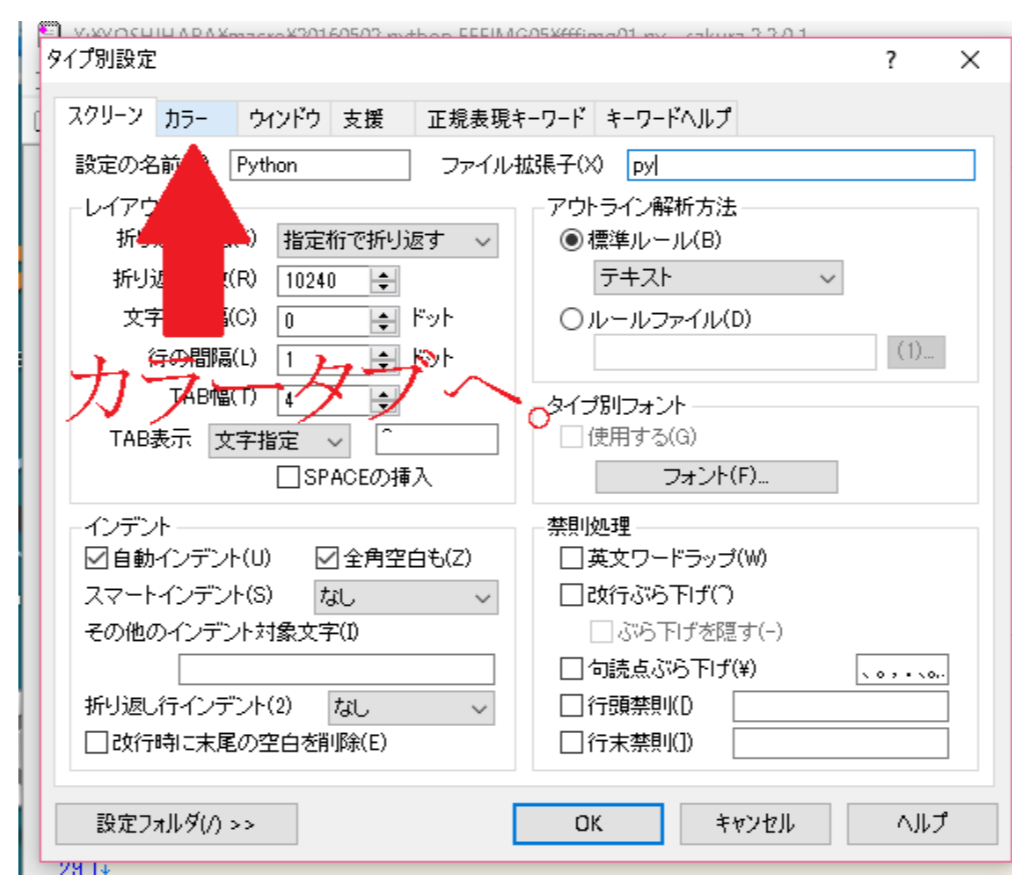 タイプ別設定 ? ×
スクリーン カラー ウィンドウ 支援 正規表現キーワード キーワードヘルプ
設定の名前 Python ファイル拡張子(X) py
レイアウ アウトライン解析方法
折り 指定桁で折り返す 標準ルール(B)
折り返 (R) 10240 テキスト
文字 (C) 0 ドット ルールファイル(D)
行の間隔(L) 1 ドット (1)...
カラータブへ。
TAB幅(T) 4 タイプ別フォント
TAB表示 文字指定 ^ 使用する(G)
SPACEの挿入 フォント(F)...
インデント 禁則処理
自動インデント(U) 全角空白も(Z) 英文ワードラップ(W)
スマートインデント(S) なし 改行ぶら下げ(^)
その他のインデント対象文字(I) ぶら下げを隠す(-)
句読点ぶら下げ(¥)
折り返し行インデント(2) なし 行頭禁則([)
改行時に末尾の空白を削除(E) 行末禁則(])
設定フォルダ(/) >> OK キャンセル ヘルプ